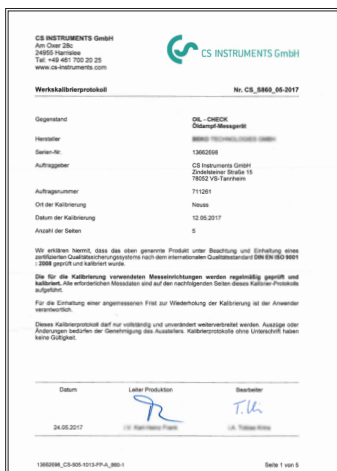 CS INSTRUMENTS GmbH
Am Oxer 28c
24955 Harrislee
Tel: +49 461 700 20 25
www.cs-instruments.com
CS INSTRUMENTS GmbH
Werkskalibrierprotokoll Nr. CS_S860_05-2017
Gegenstand OIL - CHECK
Öldampf-Messgerät
Hersteller
Serien-Nr. 13662698
Auftraggeber CS Instruments GmbH
Zindelsteiner Straße 15
78052 VS-Tannheim
Auftragsnummer 711261
Ort der Kalibrierung Neuss
Datum der Kalibrierung 12.05.2017
Anzahl der Seiten 5
Wir erklären hiermit, dass das oben genannte Produkt unter Beachtung und Einhaltung eines
zertifizierten Qualitätssicherungssystems nach dem internationalen Qualitätsstandard DIN EN ISO 9001
: 2008 geprüft und kalibriert wurde.
Die für die Kalibrierung verwendeten Messeinrichtungen werden regelmäßig geprüft und
kalibriert. Alle erforderlichen Messdaten sind auf den nachfolgenden Seiten dieses Kalibrier-Protokolls
aufgeführt.
Für die Einhaltung einer angemessenen Frist zur Wiederholung der Kalibrierung ist der Anwender
verantwortlich.
Dieses Kalibrierprotokoll darf nur vollständig und unverändert weiterverbreitet werden. Auszüge oder
Änderungen bedürfen der Genehmigung des Ausstellers. Kalibrierprotokolle ohne Unterschrift haben
keine Gültigkeit.
Datum Leiter Produktion Bearbeiter
24.05.2017
13662698_CS-505-1013-FP-A_860-1 Seite 1 von 5